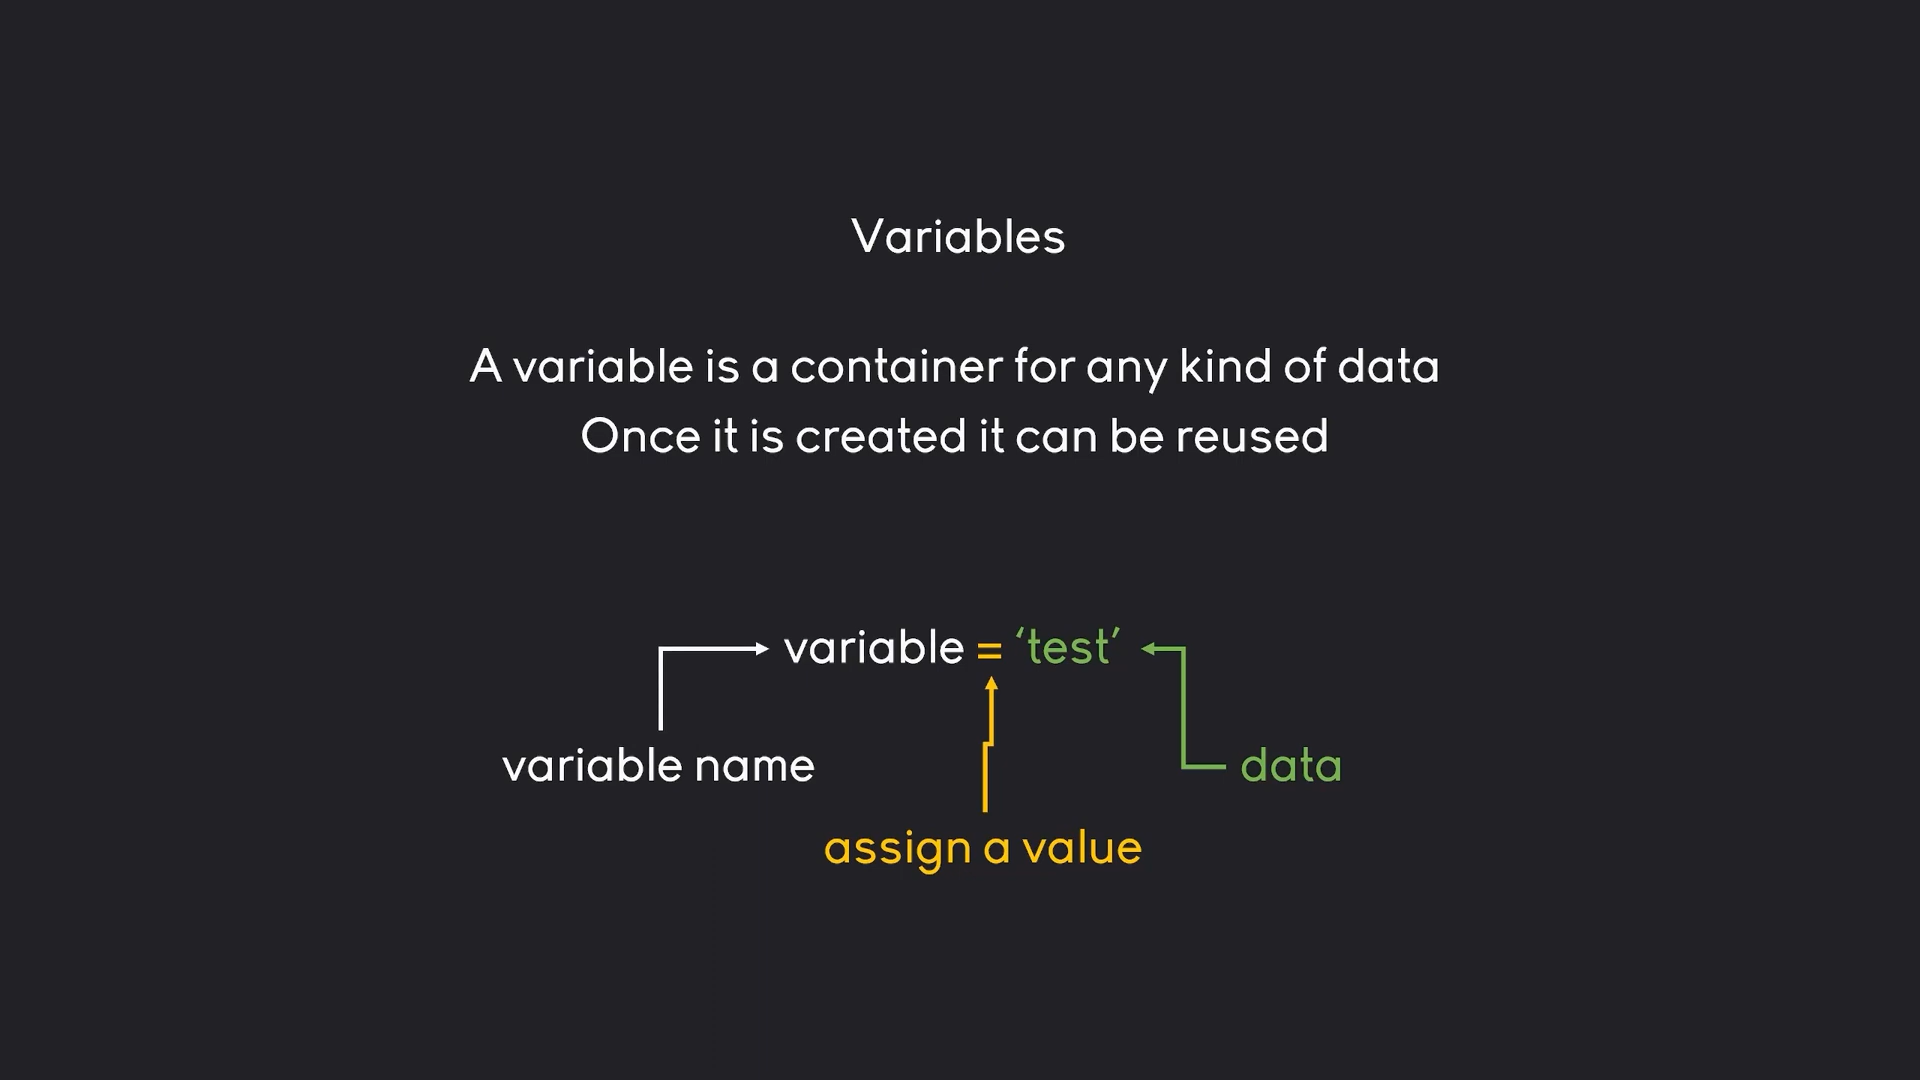 Variables
A variable is a container for any kind of data
Once it is created it can be reused
variable = ‘test’
variable name
data
assign a value